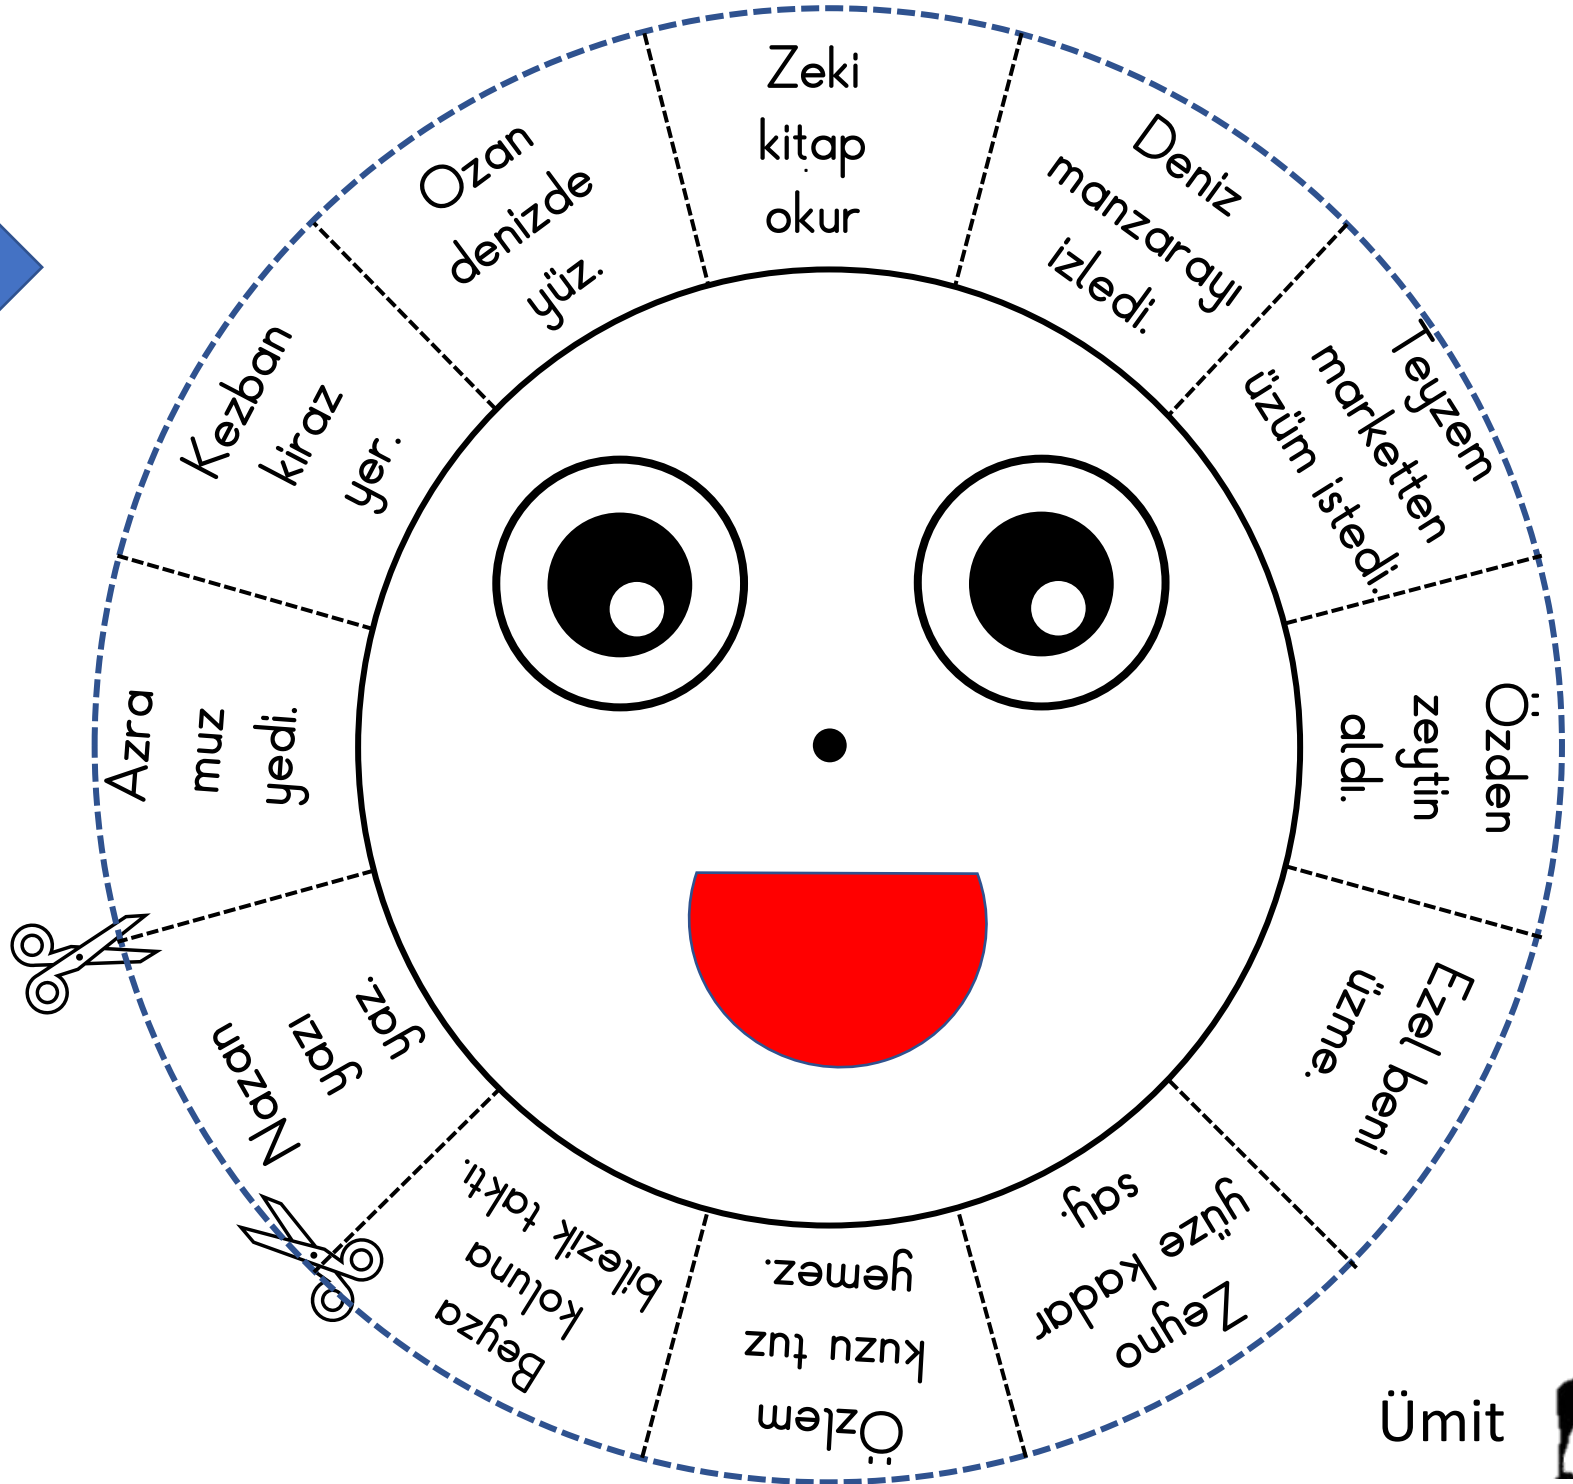 Zeki
kitap
okur
Deniz
manzarayı
izledi.
Teyzem
marketten
üzüm istedi.
Özden
zeytin
aldı.
Ezel beni
üzme.
Zeyno
yüze kadar
say.
Özlem
kuzu tuz
yemez.
Beyza
koluna
bilezik taktı.
Nazan
yazı
yaz.
Azra
muz
yedi.
Kezban
kiraz
yer.
Ozan
denizde
yüz.
Ümit